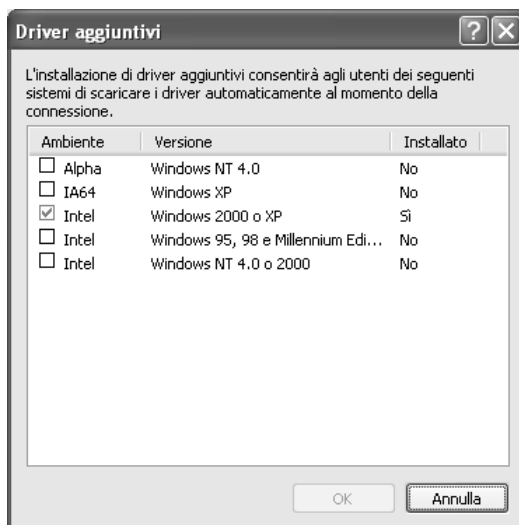 Driver aggiuntivi
L'installazione di driver aggiuntivi consentirà agli utenti dei seguenti
sistemi di scaricare i driver automaticamente al momento della
connessione.
Ambiente Versione Installato
Alpha Windows NT 4.0 No
IA64 Windows XP No
Intel Windows 2000 o XP Sì
Intel Windows 95, 98 e Millennium Edi... No
Intel Windows NT 4.0 o 2000 No
OK Annulla